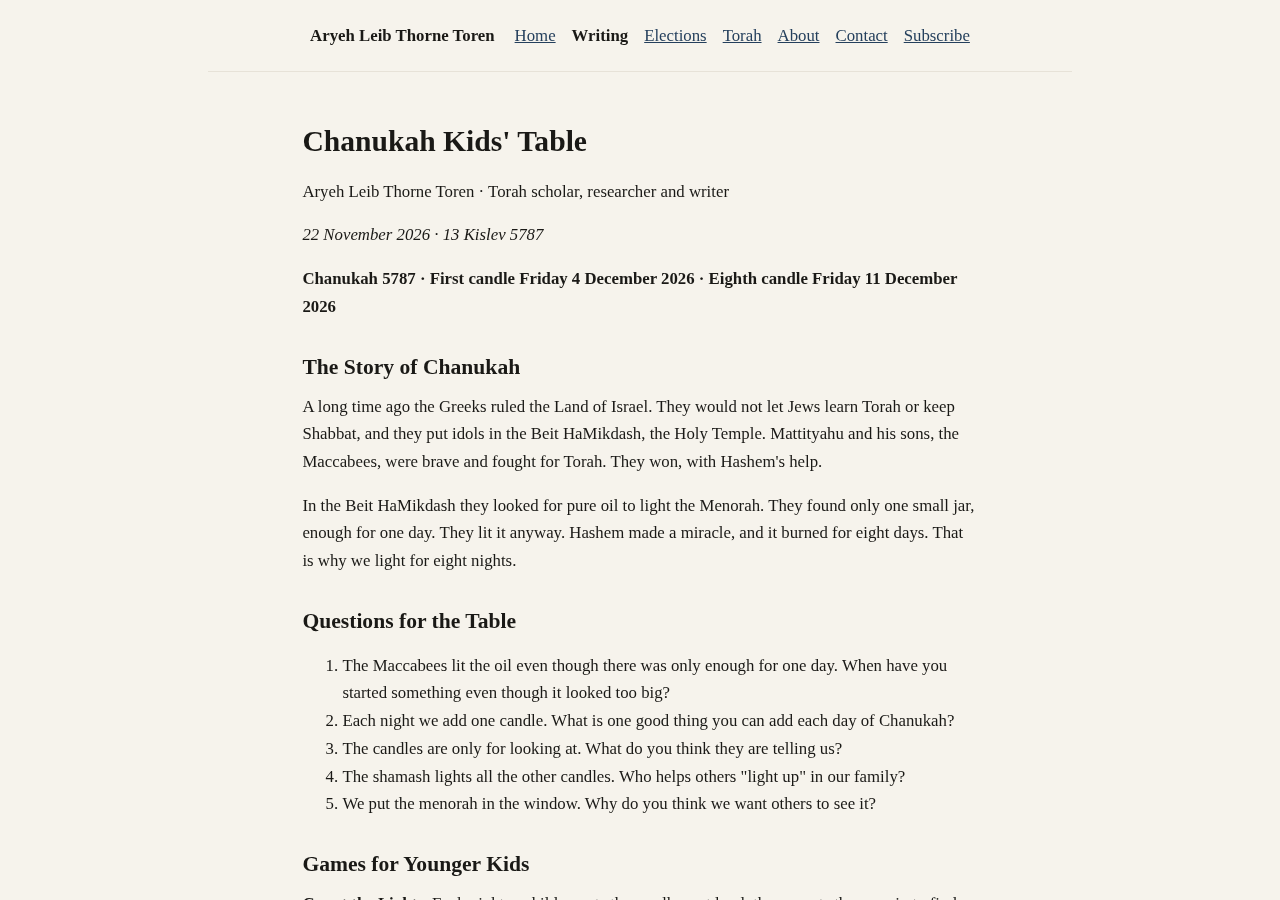 Aryeh Leib Thorne Toren Home Writing Elections Torah About Contact Subscribe
Chanukah Kids' Table
Aryeh Leib Thorne Toren · Torah scholar, researcher and writer
22 November 2026 · 13 Kislev 5787
Chanukah 5787 · First candle Friday 4 December 2026 · Eighth candle Friday 11 December
2026
The Story of Chanukah
A long time ago the Greeks ruled the Land of Israel. They would not let Jews learn Torah or keep
Shabbat, and they put idols in the Beit HaMikdash, the Holy Temple. Mattityahu and his sons, the
Maccabees, were brave and fought for Torah. They won, with Hashem's help.
In the Beit HaMikdash they looked for pure oil to light the Menorah. They found only one small jar,
enough for one day. They lit it anyway. Hashem made a miracle, and it burned for eight days. That
is why we light for eight nights.
Questions for the Table
1. The Maccabees lit the oil even though there was only enough for one day. When have you
started something even though it looked too big?
2. Each night we add one candle. What is one good thing you can add each day of Chanukah?
3. The candles are only for looking at. What do you think they are telling us?
4. The shamash lights all the other candles. Who helps others "light up" in our family?
5. We put the menorah in the window. Why do you think we want others to see it?
Games for Younger Kids